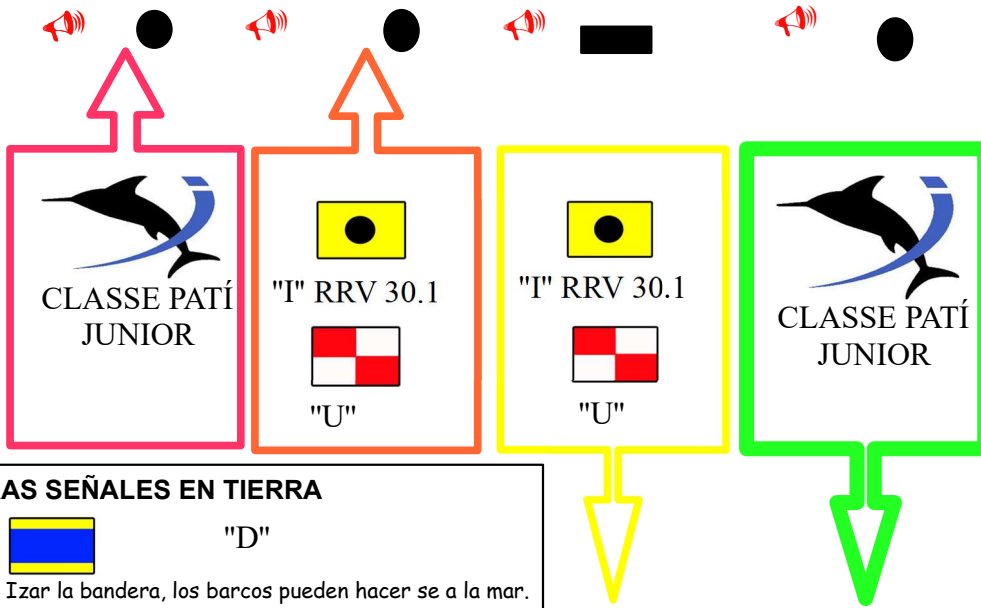 CLASSE PATÍ
JUNIOR
"I" RRV 30.1
"U"
"I" RRV 30.1
"U"
CLASSE PATÍ
JUNIOR
AS SEÑALES EN TIERRA
"D"
Izar la bandera, los barcos pueden hacer se a la mar.